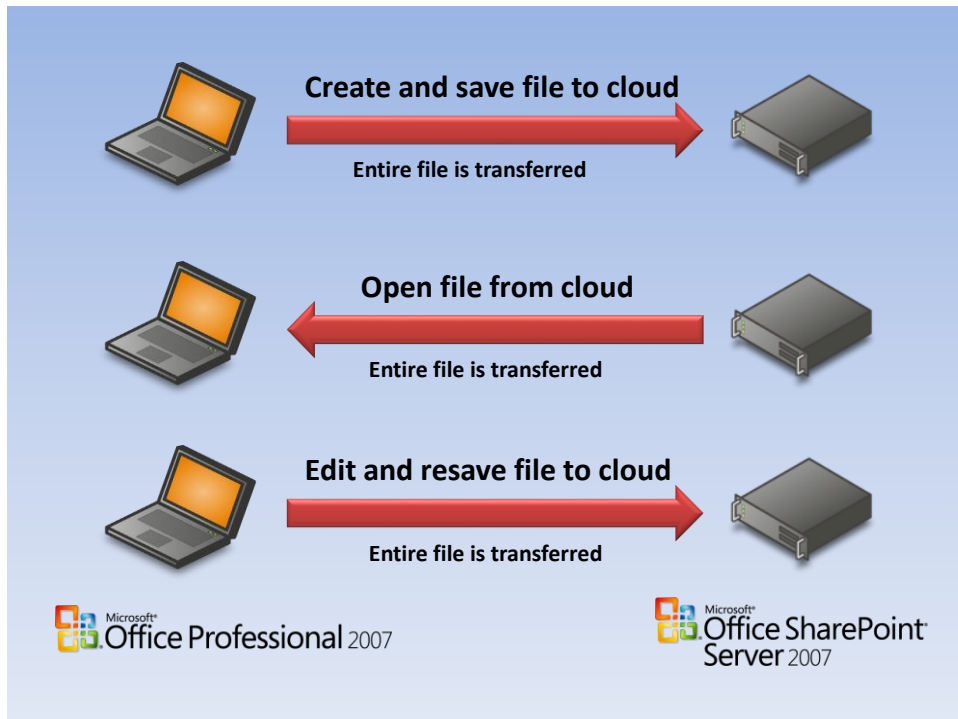 Create and save file to cloud
Entire file is transferred
Open file from cloud
Entire file is transferred
Edit and resave file to cloud
Entire file is transferred
Microsoft®
Office Professional 2007
Microsoft®
Office SharePoint®
Server 2007